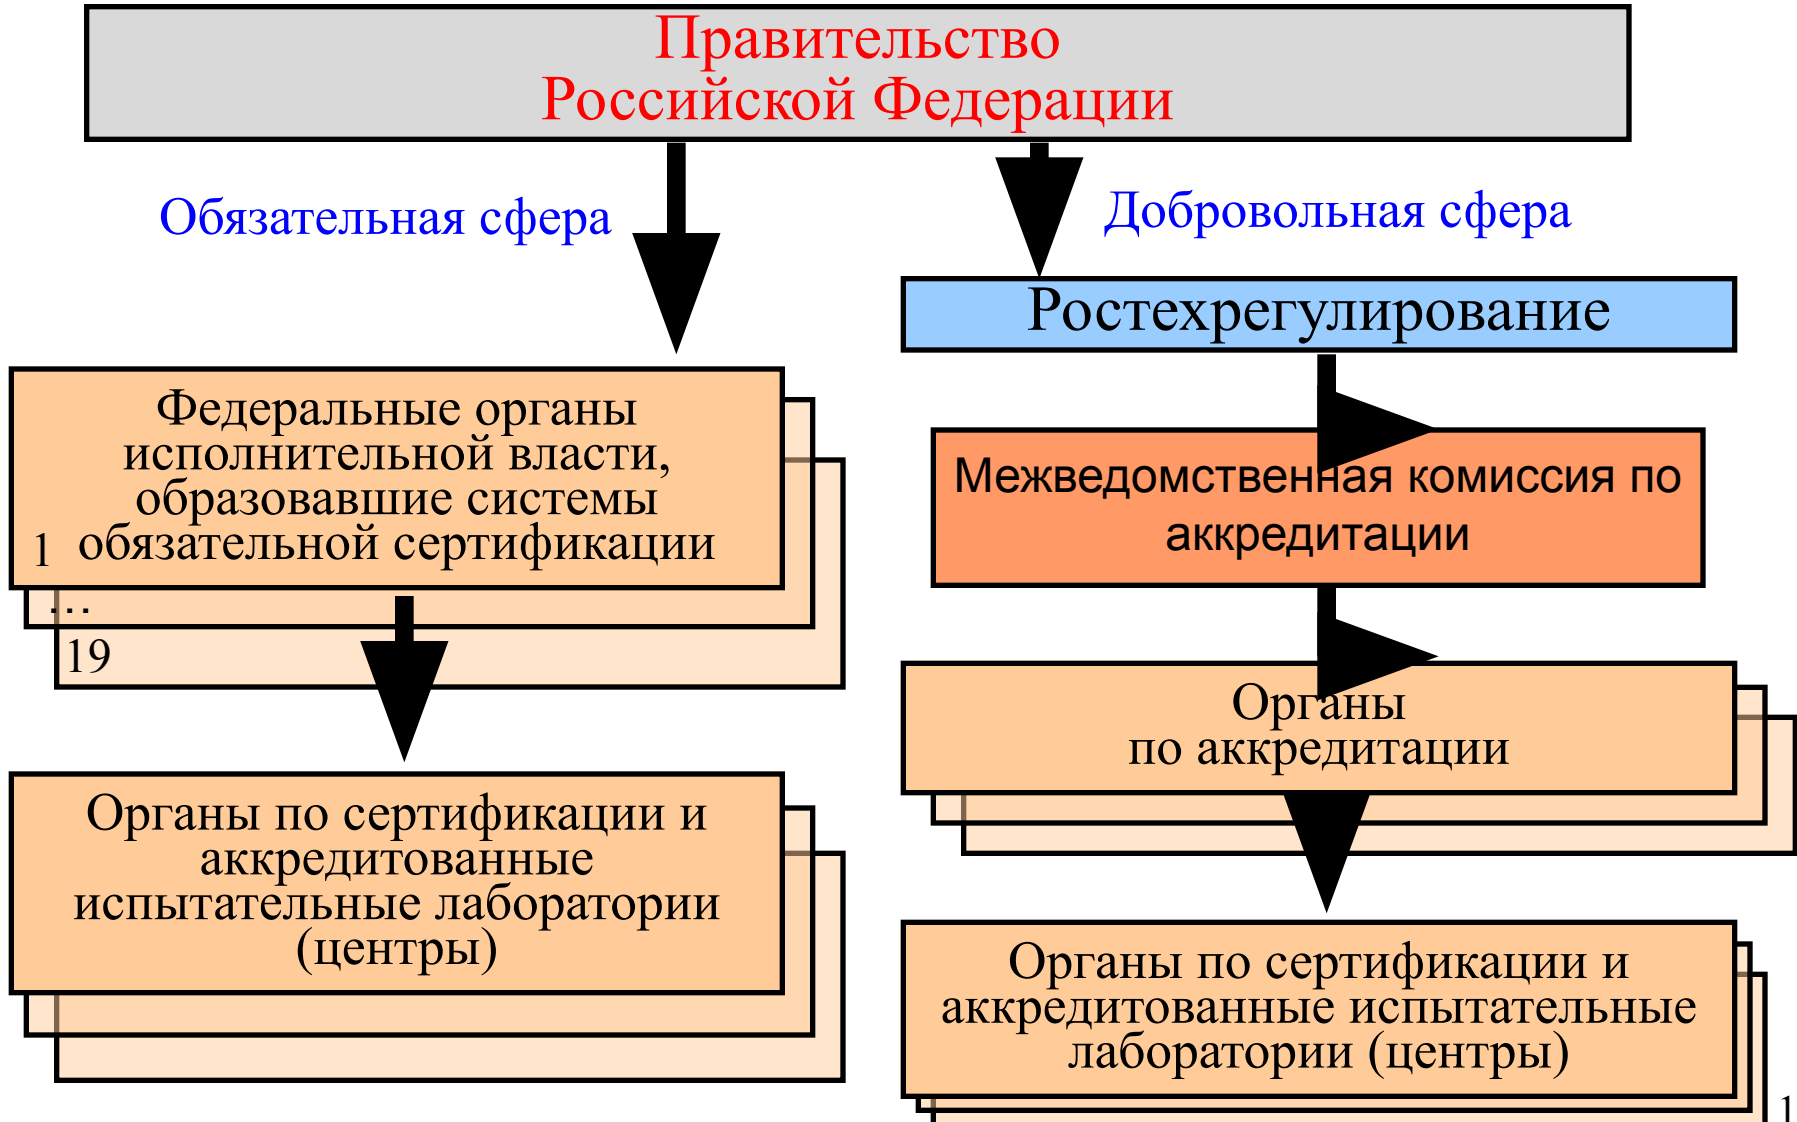 Правительство
Российской Федерации
Обязательная сфера
Добровольная сфера
Ростехрегулирование
Федеральные органы
исполнительной власти,
образовавшие системы
1 обязательной сертификации
…
19
Межведомственная комиссия по
аккредитации
Органы
по аккредитации
Органы по сертификации и
аккредитованные
испытательные лаборатории
(центры)
Органы по сертификации и
аккредитованные испытательные
лаборатории (центры)
1